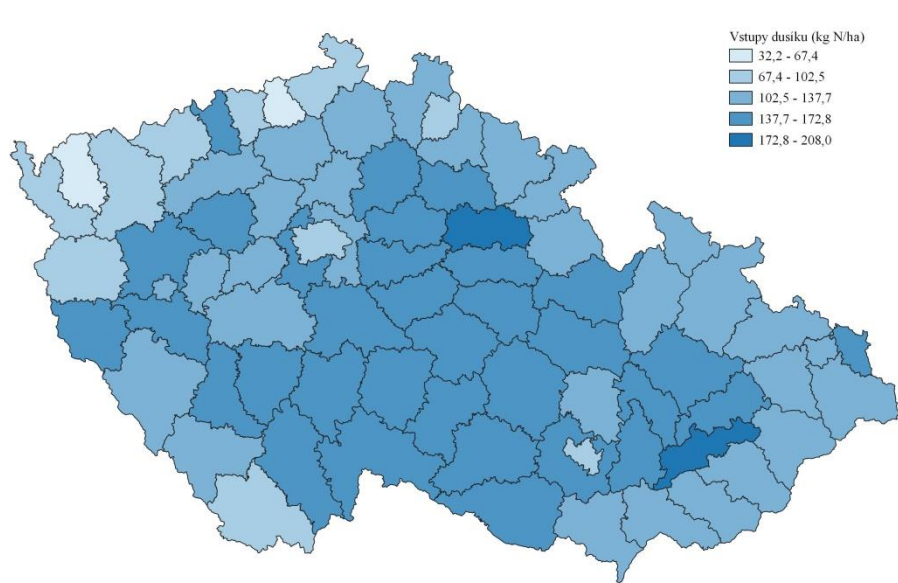 Vstupy dusíku (kg N/ha)
32,2 - 67,4
67,4 - 102,5
102,5 - 137,7
137,7 - 172,8
172,8 - 208,0